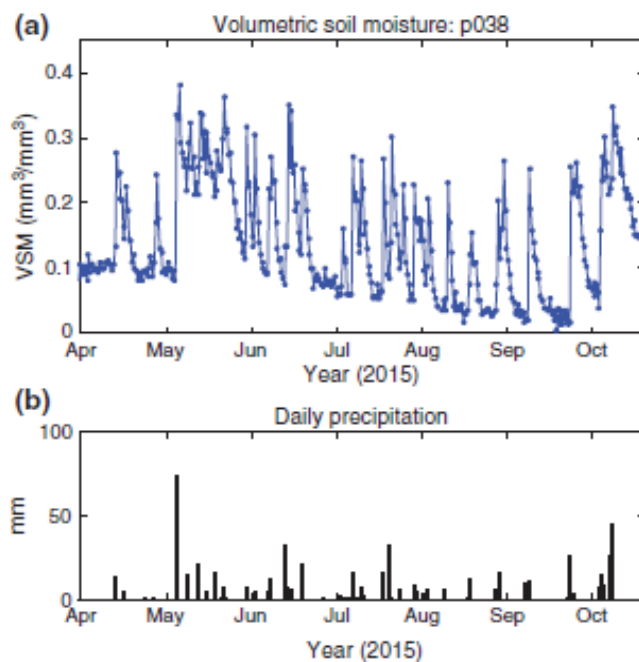 (a)
Volumetric soil moisture: p038
VSM (mm³/mm³)
0.4
0.3
0.2
0.1
0
Apr May Jun Jul Aug Sep Oct
Year (2015)
(b)
Daily precipitation
mm
100
50
0
Apr May Jun Jul Aug Sep Oct
Year (2015)